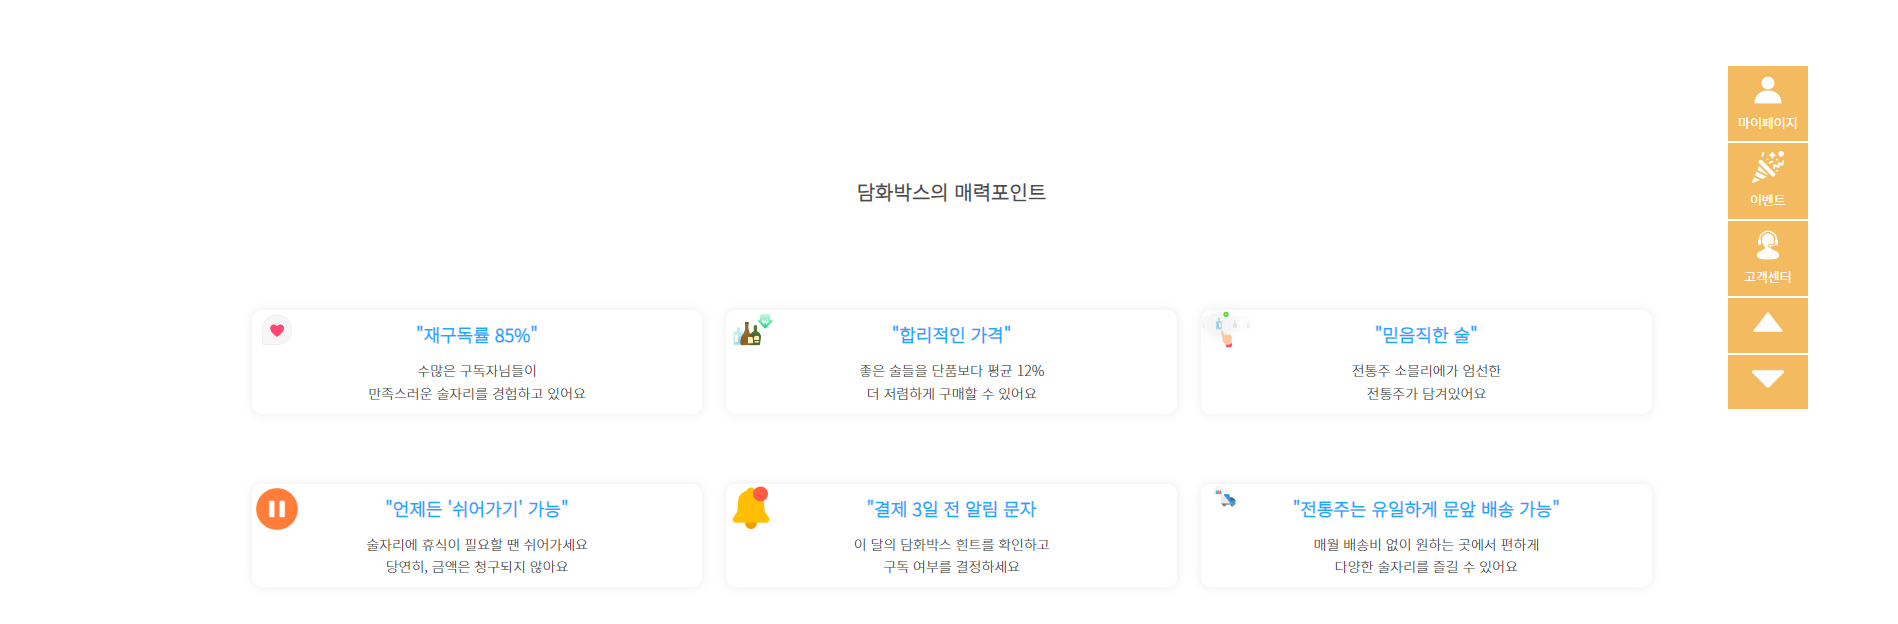 담화박스의 매력포인트
"재구독률 85%"
수많은 구독자님들이
만족스러운 술자리를 경험하고 있어요
"합리적인 가격"
좋은 술들을 단품보다 평균 12%
더 저렴하게 구매할 수 있어요
"믿음직한 술"
전통주 소믈리에가 엄선한
전통주가 담겨있어요
"언제든 '쉬어가기' 가능"
술자리에 휴식이 필요할 땐 쉬어가세요
당연히, 금액은 청구되지 않아요
"결제 3일 전 알림 문자
이 달의 담화박스 힌트를 확인하고
구독 여부를 결정하세요
"전통주는 유일하게 문앞 배송 가능"
매월 배송비 없이 원하는 곳에서 편하게
다양한 술자리를 즐길 수 있어요
마이페이지
이벤트
고객센터